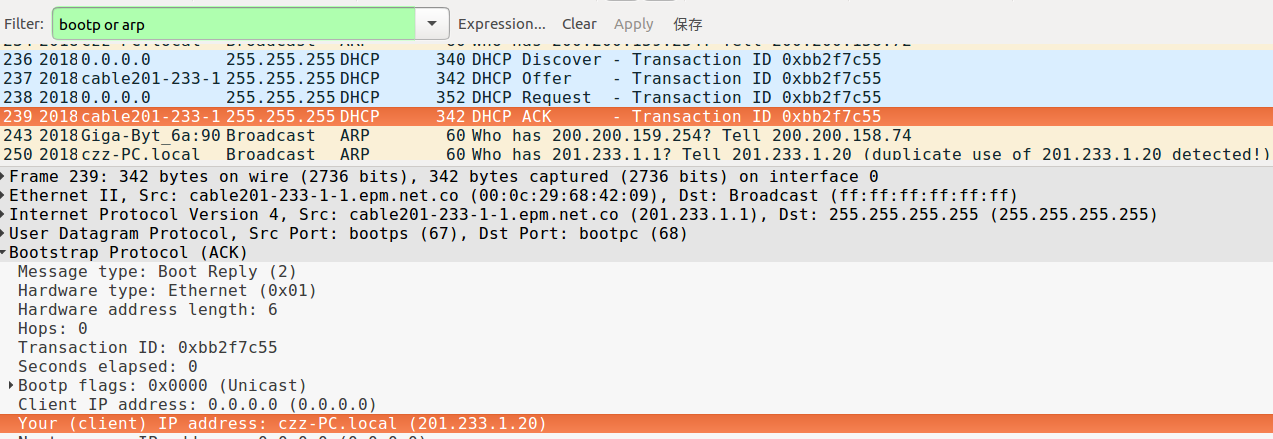 Filter: bootp or arp Expression... Clear Apply 保存
236 2018 0.0.0.0 255.255.255 DHCP 340 DHCP Discover - Transaction ID 0xbb2f7c55
237 2018 cable201-233-1 255.255.255 DHCP 342 DHCP Offer - Transaction ID 0xbb2f7c55
238 2018 0.0.0.0 255.255.255 DHCP 352 DHCP Request - Transaction ID 0xbb2f7c55
239 2018 cable201-233-1 255.255.255 DHCP 342 DHCP ACK - Transaction ID 0xbb2f7c55
243 2018 Giga-Byt_6a:90 Broadcast ARP 60 Who has 200.200.159.254? Tell 200.200.158.74
250 2018 czz-PC.local Broadcast ARP 60 Who has 201.233.1.1? Tell 201.233.1.20 (duplicate use of 201.233.1.20 detected!)
Frame 239: 342 bytes on wire (2736 bits), 342 bytes captured (2736 bits) on interface 0
Ethernet II, Src: cable201-233-1-1.epm.net.co (00:0c:29:68:42:09), Dst: Broadcast (ff:ff:ff:ff:ff:ff)
Internet Protocol Version 4, Src: cable201-233-1-1.epm.net.co (201.233.1.1), Dst: 255.255.255.255 (255.255.255.255)
User Datagram Protocol, Src Port: bootps (67), Dst Port: bootpc (68)
Bootstrap Protocol (ACK)
Message type: Boot Reply (2)
Hardware type: Ethernet (0x01)
Hardware address length: 6
Hops: 0
Transaction ID: 0xbb2f7c55
Seconds elapsed: 0
Bootp flags: 0x0000 (Unicast)
Client IP address: 0.0.0.0 (0.0.0.0)
Your (client) IP address: czz-PC.local (201.233.1.20)